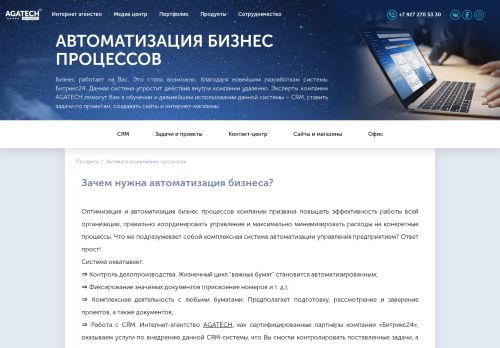 AGATECH
Интернет агенство
Медиа центр
Портфолио
Продукты
Сотрудничество
+7 927 270 53 30
АВТОМАТИЗАЦИЯ БИЗНЕС
ПРОЦЕССОВ
Бизнес работает на Вас. Это стало возможно, благодаря новейшим разработкам системы
Битрикс24. Данная система упростит действия внутри компании удаленно. Эксперты компании
AGATECH помогут Вам в обучении и дальнейшем использовании данной системы – CRM, ставить
задачи по проектам, создавать сайты и интернет-магазины.
CRM
Задачи и проекты
Контакт-центр
Сайты и магазины
Офис
Продукты / Автоматизация бизнес процессов
Зачем нужна автоматизация бизнеса?
Оптимизация и автоматизация бизнес процессов компании призвана повышать эффективность работы всей
организации, правильно координировать управление и максимально минимизировать расходы на конкретные
процессы. Что же подразумевает собой комплексная система автоматизации управления предприятием? Ответ
прост!
Система охватывает:
⇒ Контроль делопроизводства. Жизненный цикл "важных бумаг" становится автоматизированным;
⇒ Фиксирование значимых документов (присвоение номеров и т. д.);
⇒ Комплексная деятельность с любыми бумагами. Предполагает подготовку, рассмотрение и заверение
проектов, а также документов;
⇒ Работа с CRM. Интернет-агентство AGATECH, как сертифицированные партнёры компании «Битрикс24»,
оказываем услуги по внедрению данной CRM-системы, что Вы смогли контролировать поставленные задачи, а